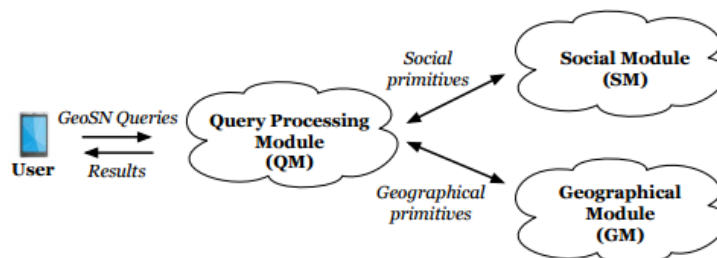 GeoSN Queries
User
Results
Query Processing
Module
(QM)
Social
primitives
Geographical
primitives
Social Module
(SM)
Geographical
Module
(GM)